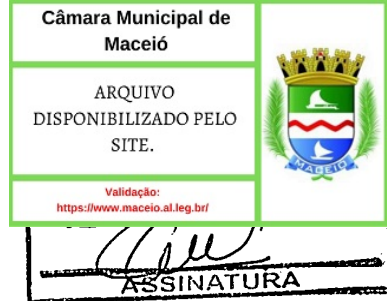 Câmara Municipal de
Maceió
ARQUIVO
DISPONIBILIZADO PELO
SITE.
Validação:
https://www.maceio.al.leg.br/
MACEIÓ
ASSINATURA